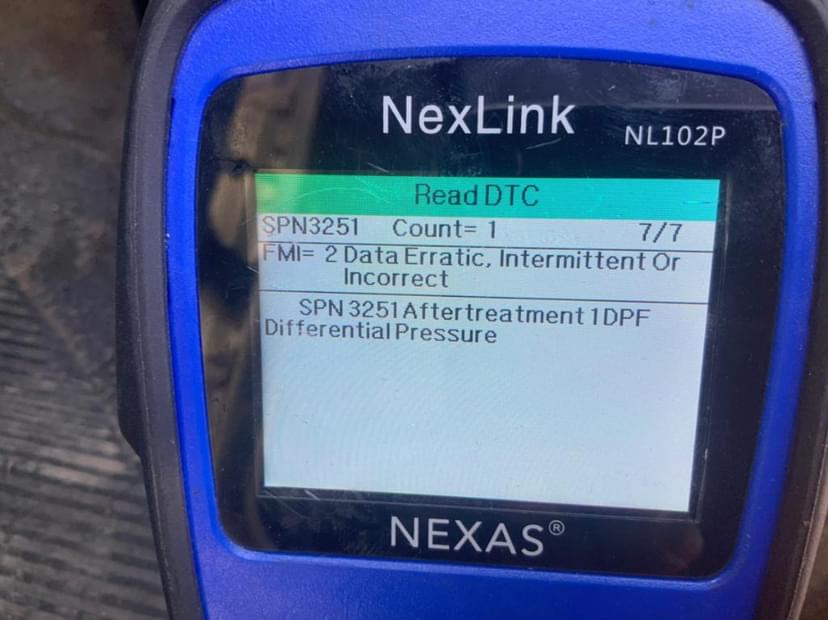 NexLink NL102P
Read DTC
SPN3251 Count= 1 7/7
FMI= 2 Data Erratic, Intermittent Or
Incorrect
SPN 3251 Aftertreatment 1 DPF
Differential Pressure
NEXAS®